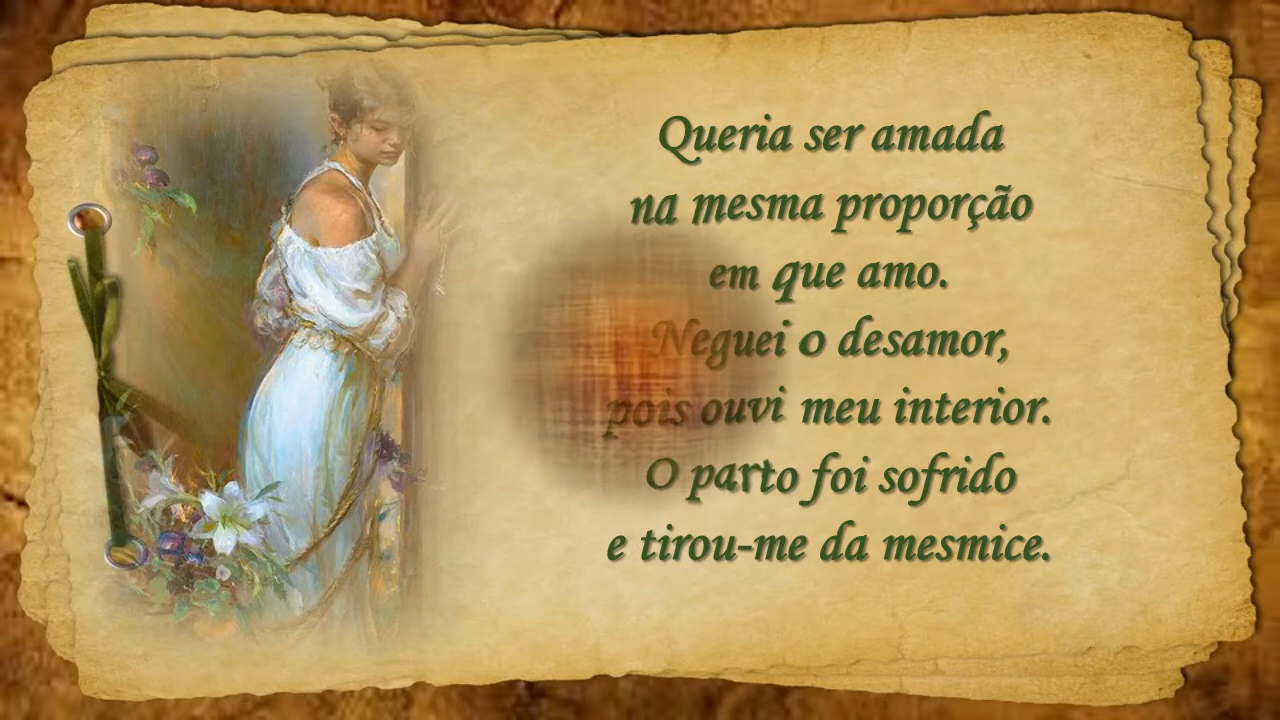 Queria ser amada
na mesma proporção
em que amo.
Neguei o desamor,
pois ouvi meu interior.
O parto foi sofrido
e tirou-me da mesmice.